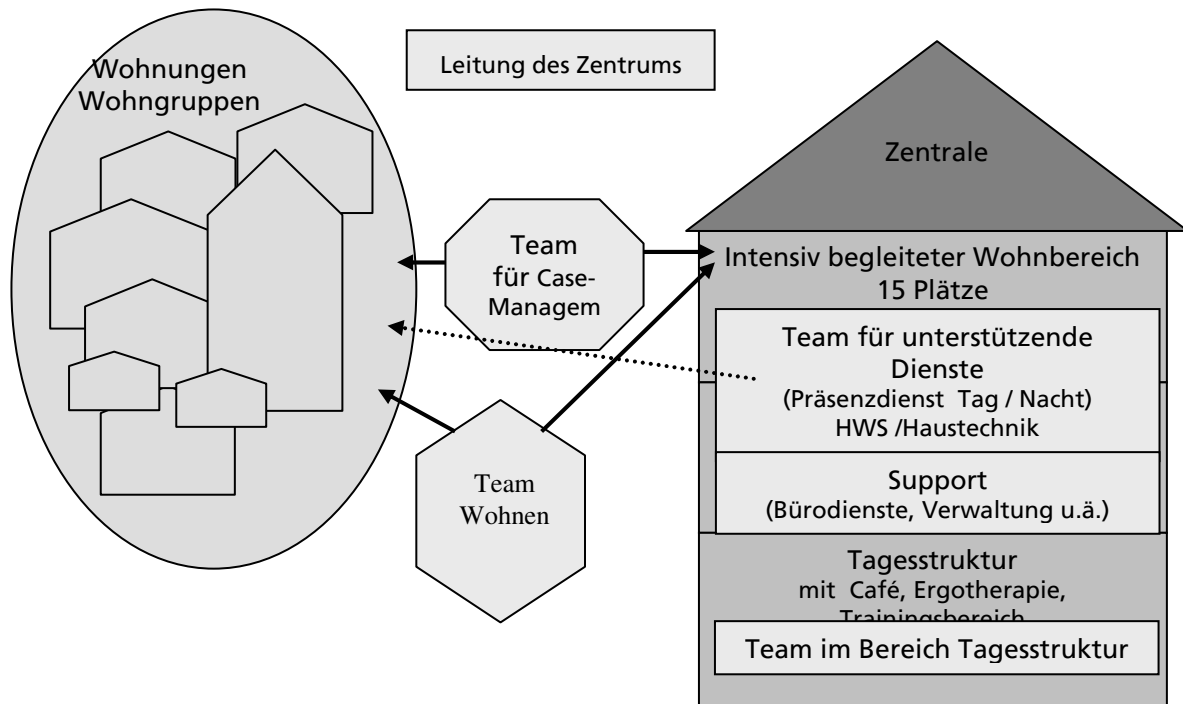 Wohnungen
Wohngruppen
Leitung des Zentrums
Zentrale
Team
für Case-
Managem
Intensiv begleiteter Wohnbereich
15 Plätze
Team für unterstützende
Dienste
(Präsenzdienst Tag / Nacht)
HWS /Haustechnik
Team
Wohnen
Support
(Bürodienste, Verwaltung u.ä.)
Tagesstruktur
mit Café, Ergotherapie,
Trainingsbereich
Team im Bereich Tagesstruktur